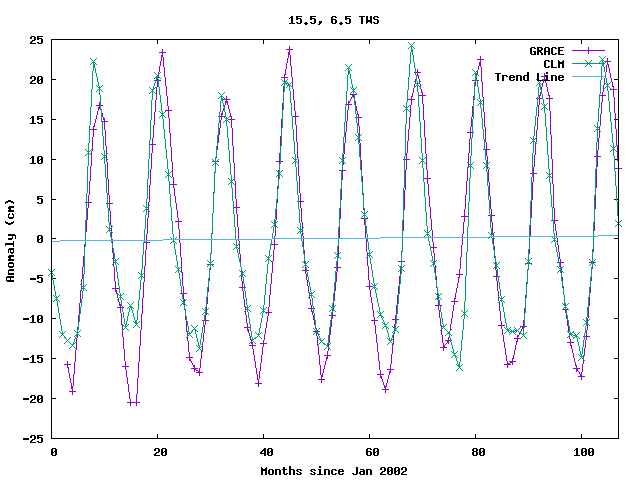 15.5, 6.5 TWS
GRACE
CLM
Trend Line
25
20
15
10
5
0
-5
-10
-15
-20
-25
Anomaly (cm)
0 20 40 60 80 100
Months since Jan 2002